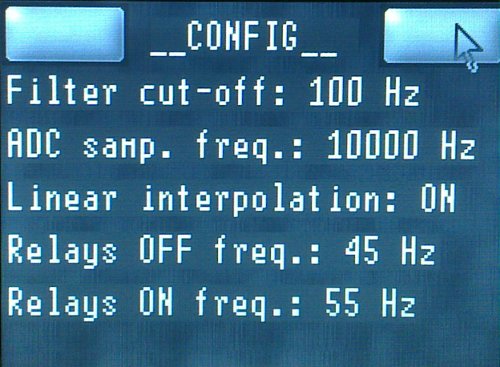 __CONFIG__
Filter cut-off: 100 Hz
ADC samp. freq.: 10000 Hz
Linear interpolation: ON
Relays OFF freq.: 45 Hz
Relays ON freq.: 55 Hz